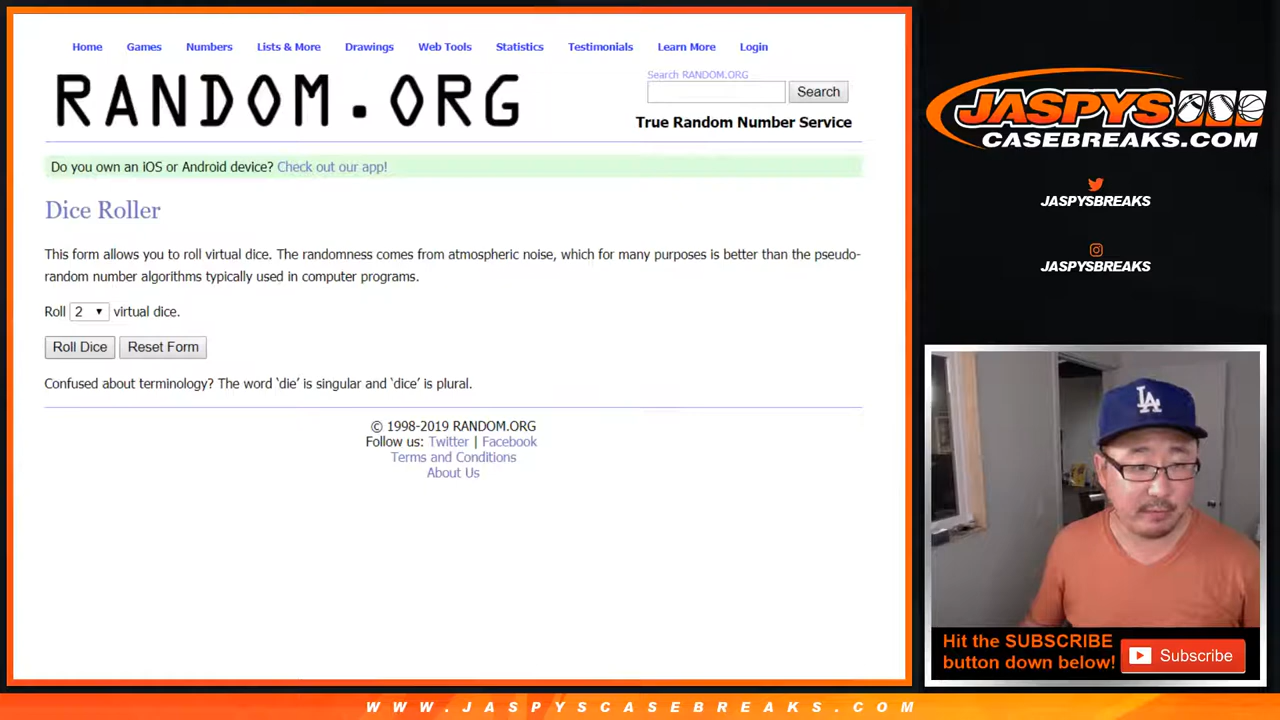 Home Games Numbers Lists & More Drawings Web Tools Statistics Testimonials Learn More Login
RANDOM.ORG
Search RANDOM.ORG
Search
True Random Number Service
Do you own an iOS or Android device? Check out our app!
Dice Roller
This form allows you to roll virtual dice. The randomness comes from atmospheric noise, which for many purposes is better than the pseudo-
random number algorithms typically used in computer programs.
Roll 2 virtual dice.
Roll Dice Reset Form
Confused about terminology? The word ‘die’ is singular and ‘dice’ is plural.
© 1998-2019 RANDOM.ORG
Follow us: Twitter | Facebook
Terms and Conditions
About Us
JASPYS
CASEBREAKS.COM
JASPYSBREAKS
JASPYSBREAKS
LA
Hit the SUBSCRIBE
button down below!
Subscribe
WWW.JASPYSCASEBREAKS.COM